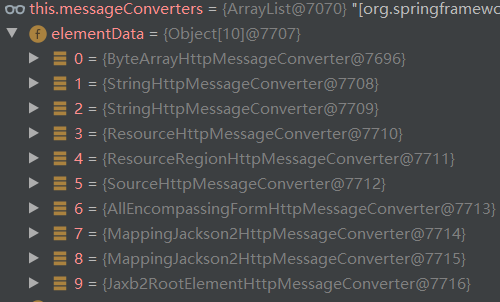 this.messageConverters = {ArrayList@7070} "[org.springframewo
f elementData = {Object[10]@7707}
0 = {ByteArrayHttpMessageConverter@7696}
1 = {StringHttpMessageConverter@7708}
2 = {StringHttpMessageConverter@7709}
3 = {ResourceHttpMessageConverter@7710}
4 = {ResourceRegionHttpMessageConverter@7711}
5 = {SourceHttpMessageConverter@7712}
6 = {AllEncompassingFormHttpMessageConverter@7713}
7 = {MappingJackson2HttpMessageConverter@7714}
8 = {MappingJackson2HttpMessageConverter@7715}
9 = {Jaxb2RootElementHttpMessageConverter@7716}